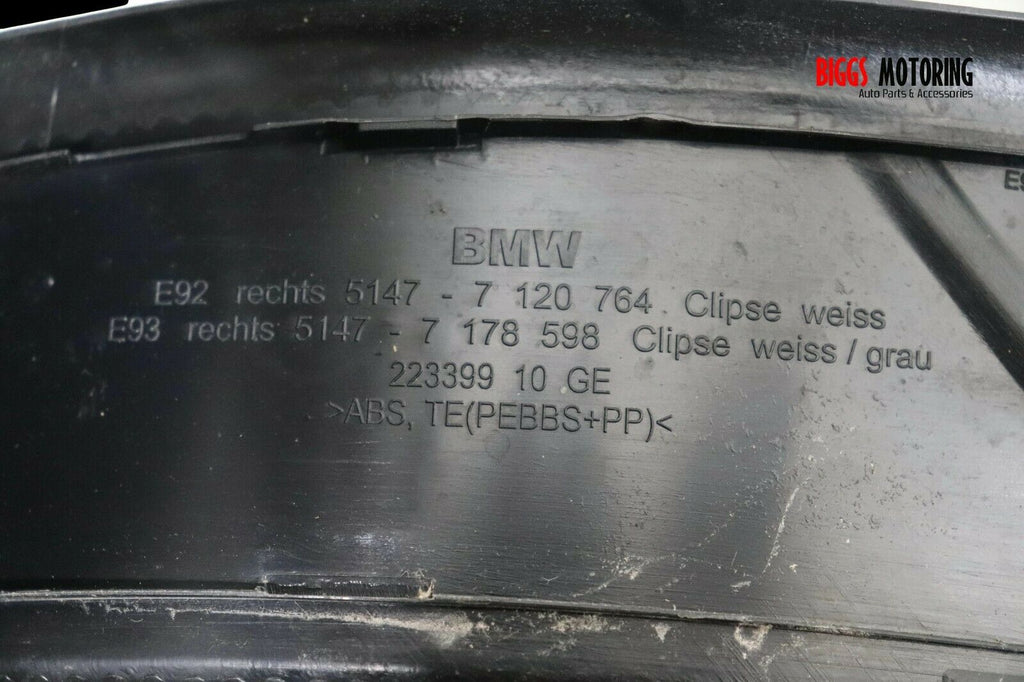 BIGGS MOTORING
Auto Parts & Accessories
BMW
E92 rechts 5147 - 7 120 764 Clipse weiss
E93 rechts 5147 - 7 178 598 Clipse weiss / grau
223399 10 GE
>ABS, TE(PEBBS+PP)<